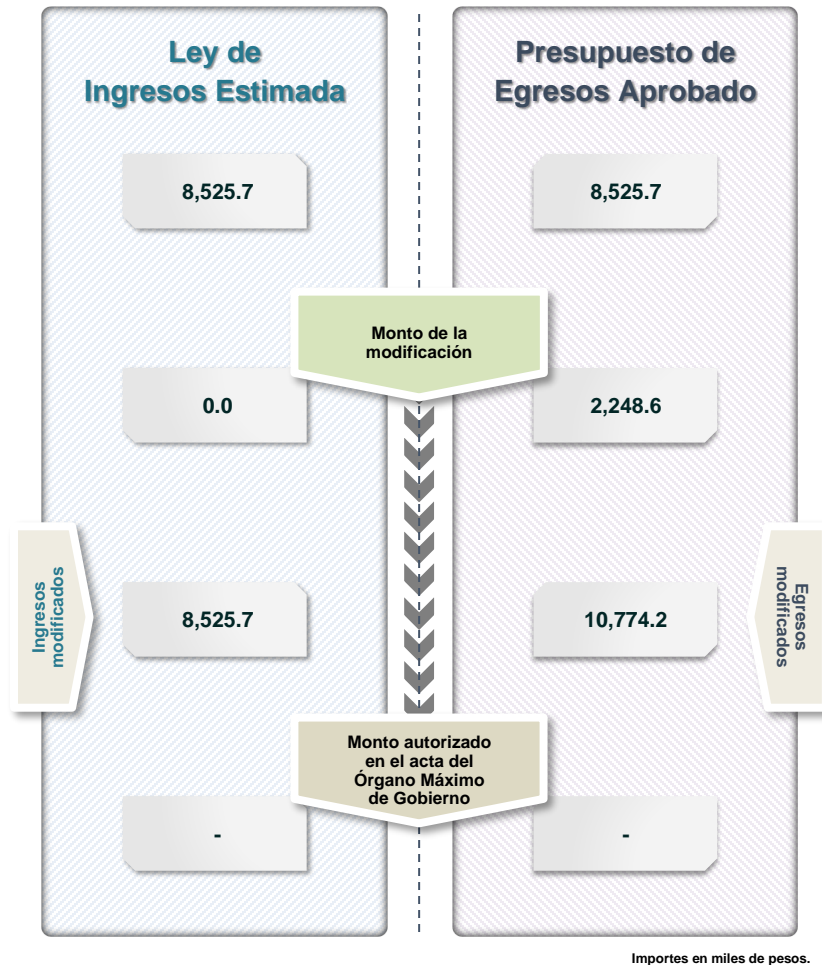 Ley de
Ingresos Estimada
Presupuesto de
Egresos Aprobado
8,525.7
8,525.7
Monto de la
modificación
0.0
2,248.6
Ingresos
modificados
8,525.7
10,774.2
Egresos
modificados
Monto autorizado
en el acta del
Órgano Máximo
de Gobierno
-
-
Importes en miles de pesos.